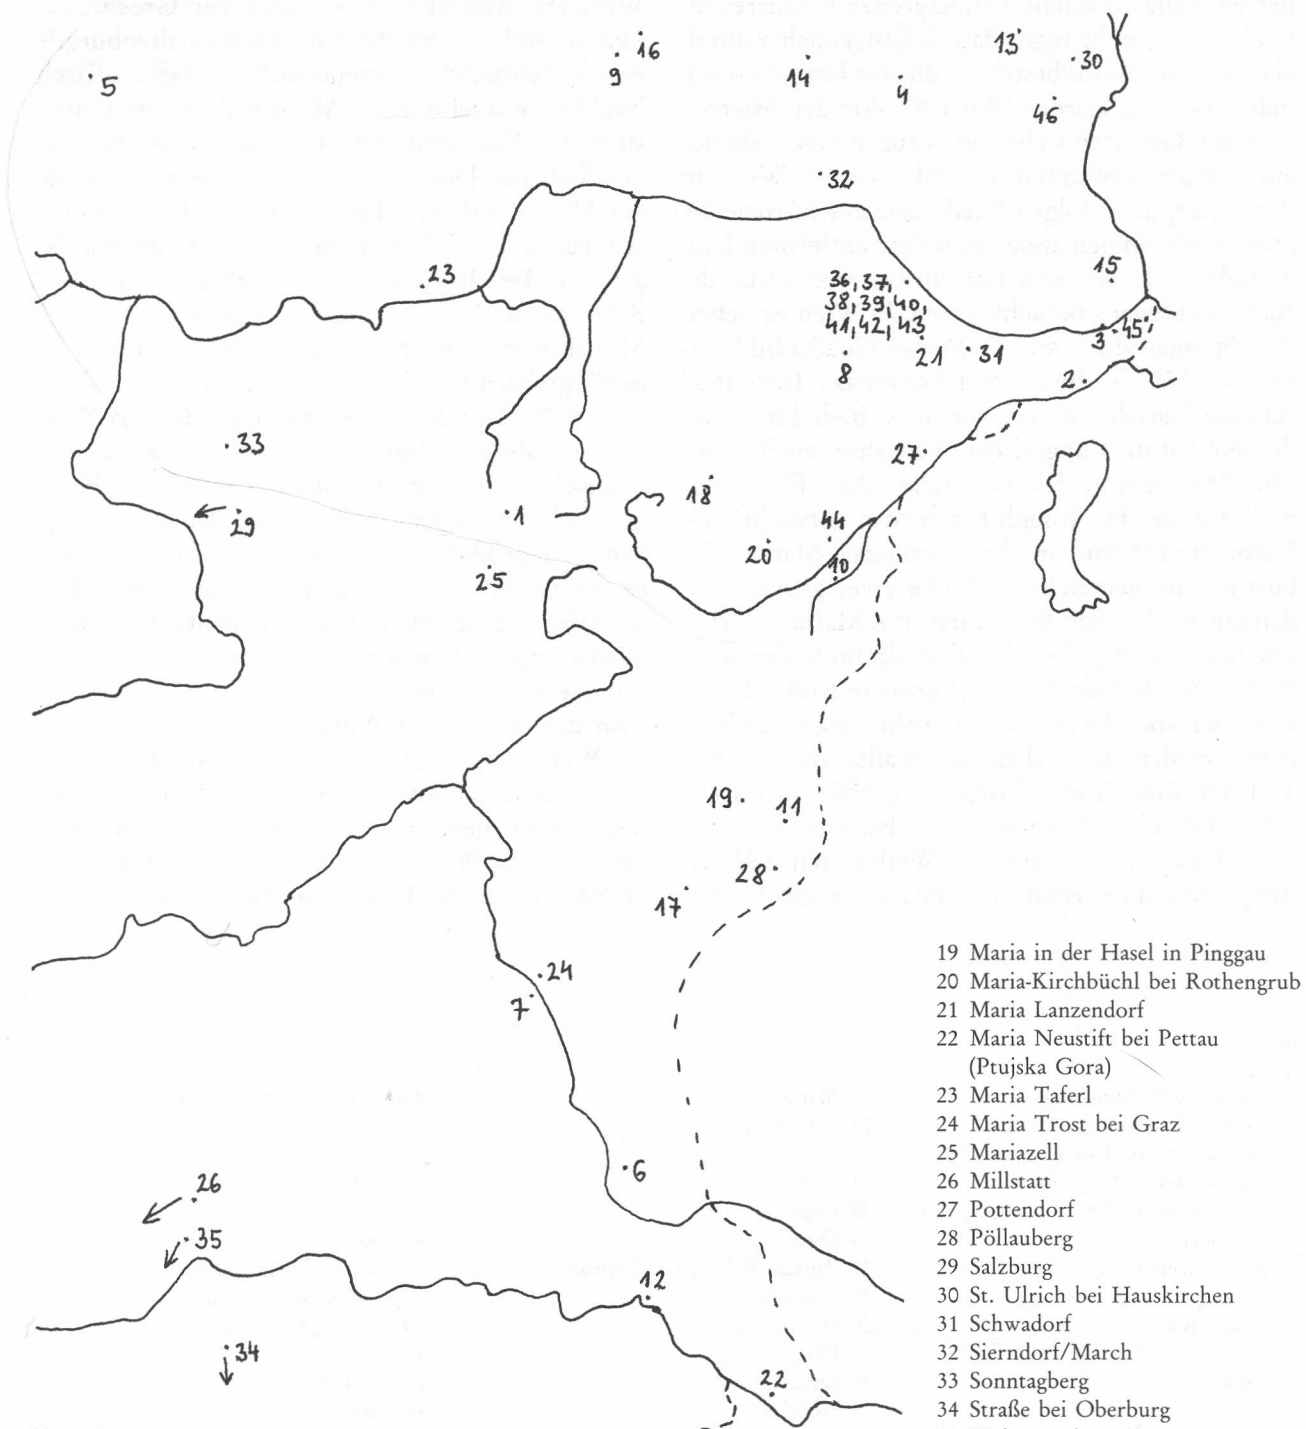 5
16
9
14
4
13
30
46
32
23
36, 37,
38, 39, 40,
41, 42, 43
21
31
8
15
3
45
2
33
29
1
25
18
20
44
10
27
19
11
28
17
24
7
6
26
35
34
12
22
19 Maria in der Hasel in Pinggau
20 Maria-Kirchbüchl bei Rothengrub
21 Maria Lanzendorf
22 Maria Neustift bei Pettau
(Ptujska Gora)
23 Maria Taferl
24 Maria Trost bei Graz
25 Mariazell
26 Millstatt
27 Pottendorf
28 Pöllauberg
29 Salzburg
30 St. Ulrich bei Hauskirchen
31 Schwadorf
32 Sierndorf/March
33 Sonntagberg
34 Straße bei Oberburg